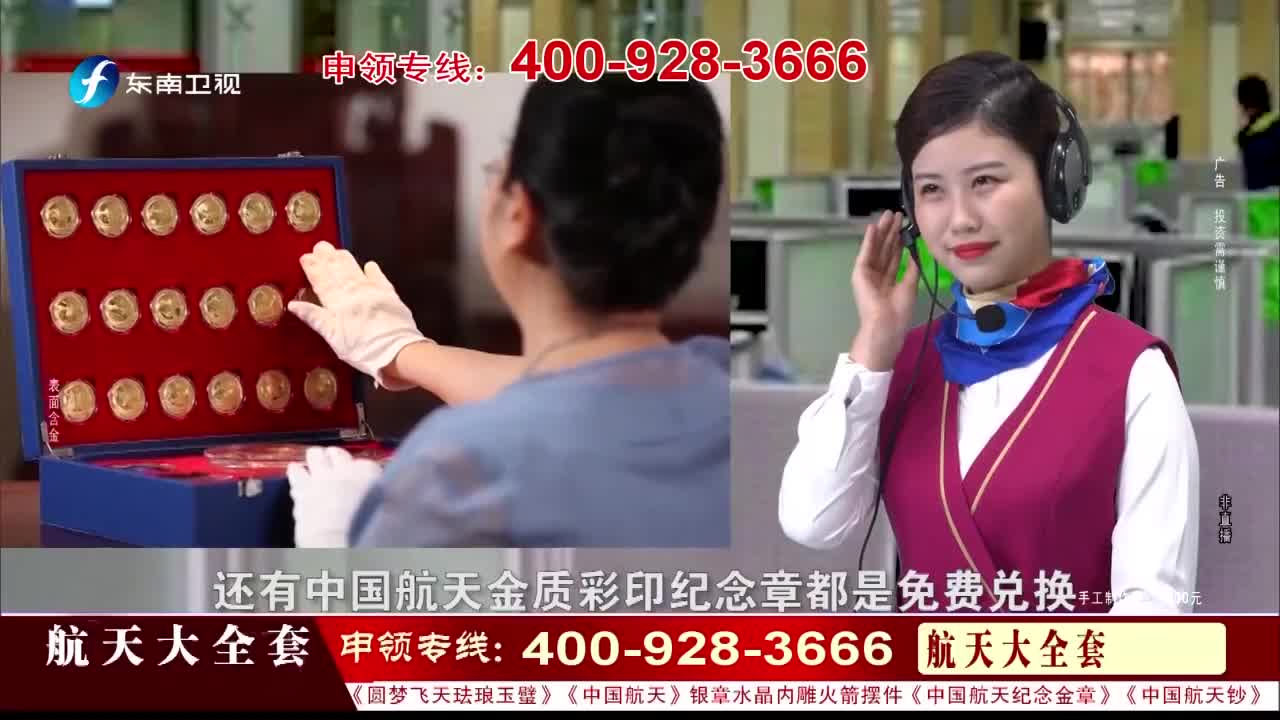 东南卫视
申领专线：400-928-3666
广告 投资需谨慎
表面含金
非直播
还有中国航天金质彩印纪念章都是免费兑换
航天大全套
申领专线：400-928-3666
航天大全套
《圆梦飞天珐琅玉璧》《中国航天》银章水晶内雕火箭摆件《中国航天纪念金章》《中国航天钞》